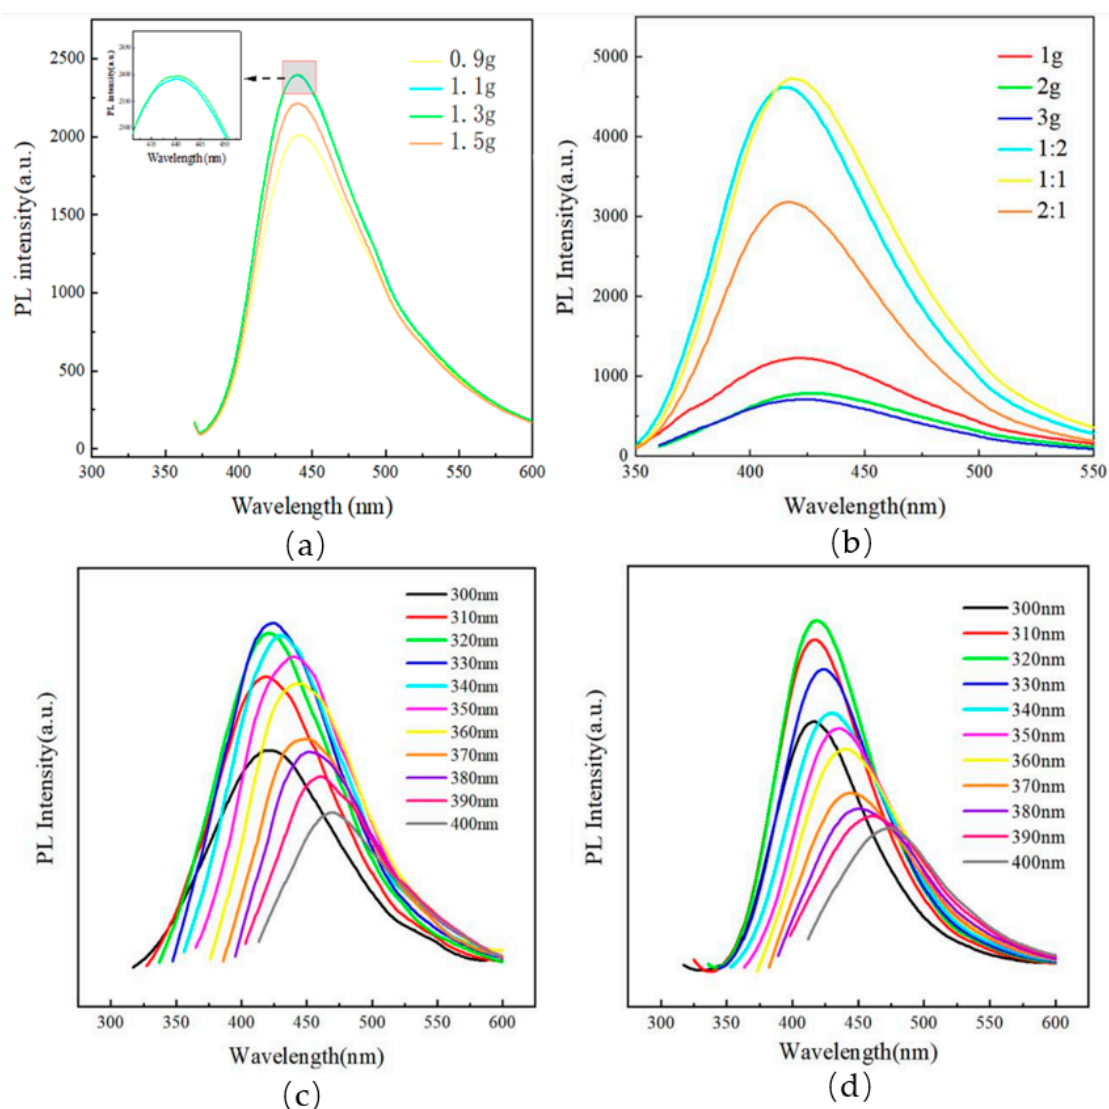 2500
2000
1500
1000
500
0
300 350 400 450 500 550 600
PL intensity(a.u.)
Wavelength (nm)
0.9g
1.1g
1.3g
1.5g
PL intensity(a.u.)
Wavelength (nm)
(a)
5000
4000
3000
2000
1000
0
350 400 450 500 550
PL Intensity(a.u.)
Wavelength(nm)
1g
2g
3g
1:2
1:1
2:1
(b)
300nm
310nm
320nm
330nm
340nm
350nm
360nm
370nm
380nm
390nm
400nm
PL Intensity(a.u.)
300 350 400 450 500 550 600
Wavelength(nm)
(c)
300nm
310nm
320nm
330nm
340nm
350nm
360nm
370nm
380nm
390nm
400nm
PL Intensity(a.u.)
300 350 400 450 500 550 600
Wavelength(nm)
(d)